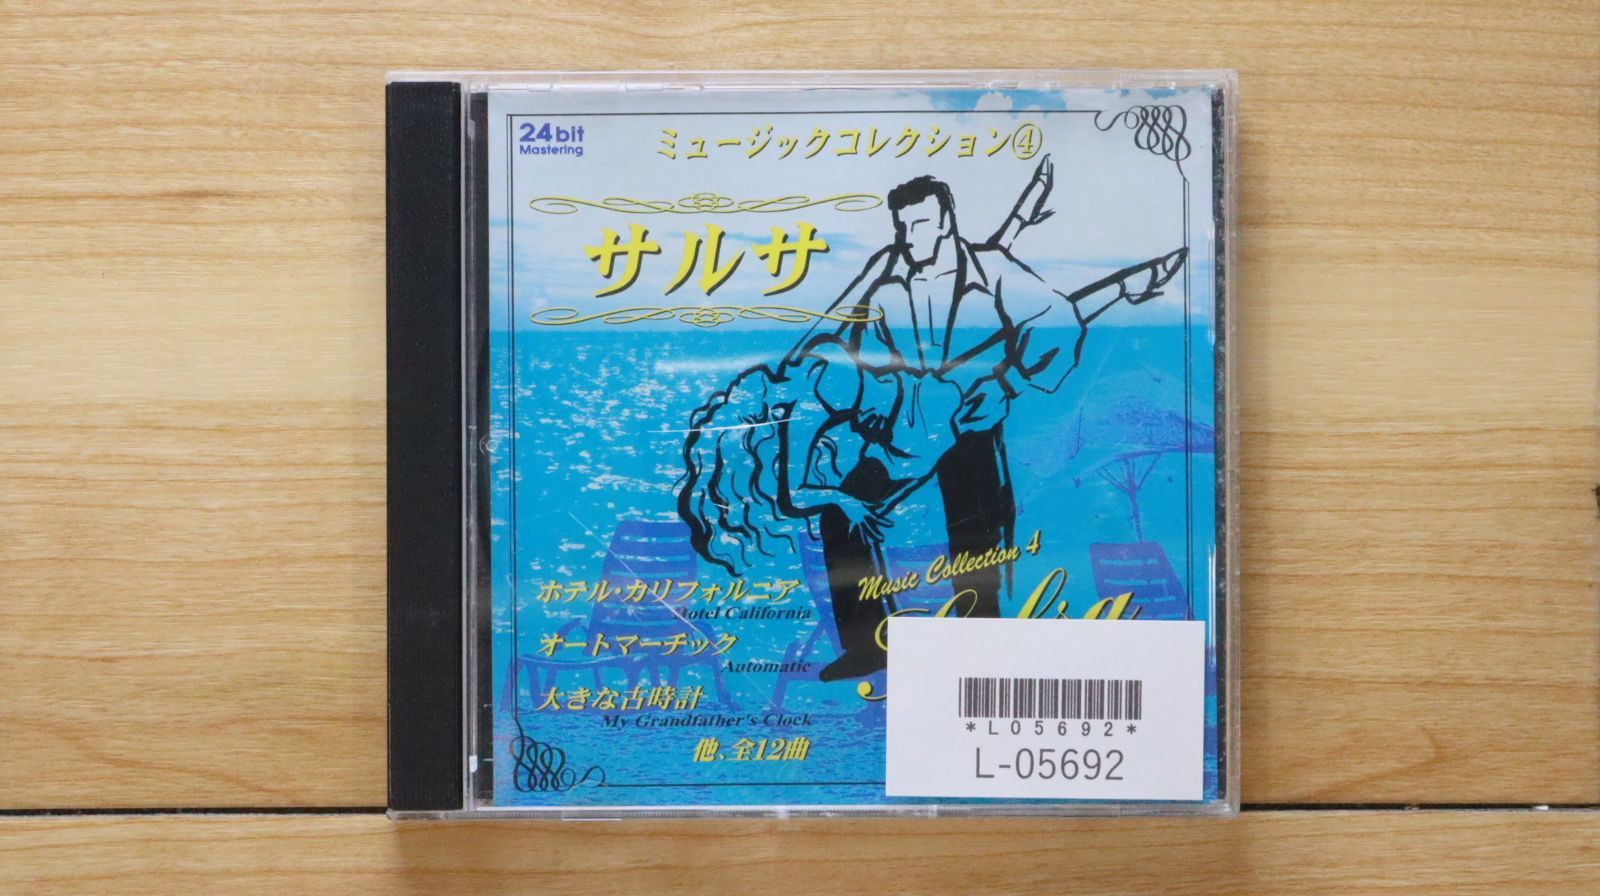 24bit
Mastering
ミュージックコレクション④
サルサ
ホテル・カリフォルニア
Hotel California
オートマーチック
Automatic
大きな古時計
My Grandfather's Clock
他、全12曲
Music Collection 4
*L05692*
L-05692